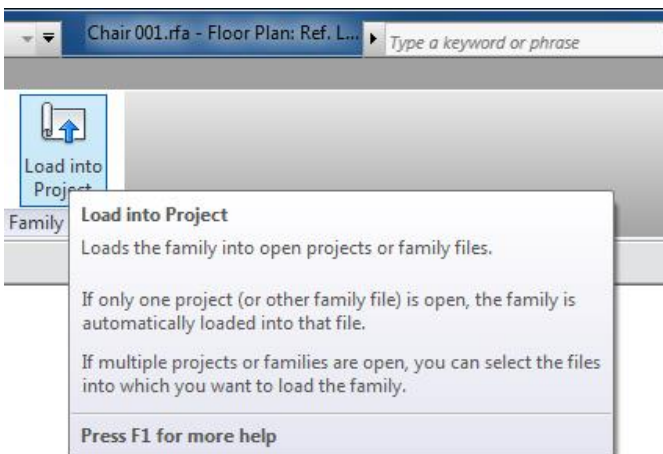 Chair 001.rfa - Floor Plan: Ref. L...
Type a keyword or phrase
Load into
Project
Family
Load into Project
Loads the family into open projects or family files.
If only one project (or other family file) is open, the family is
automatically loaded into that file.
If multiple projects or families are open, you can select the files
into which you want to load the family.
Press F1 for more help